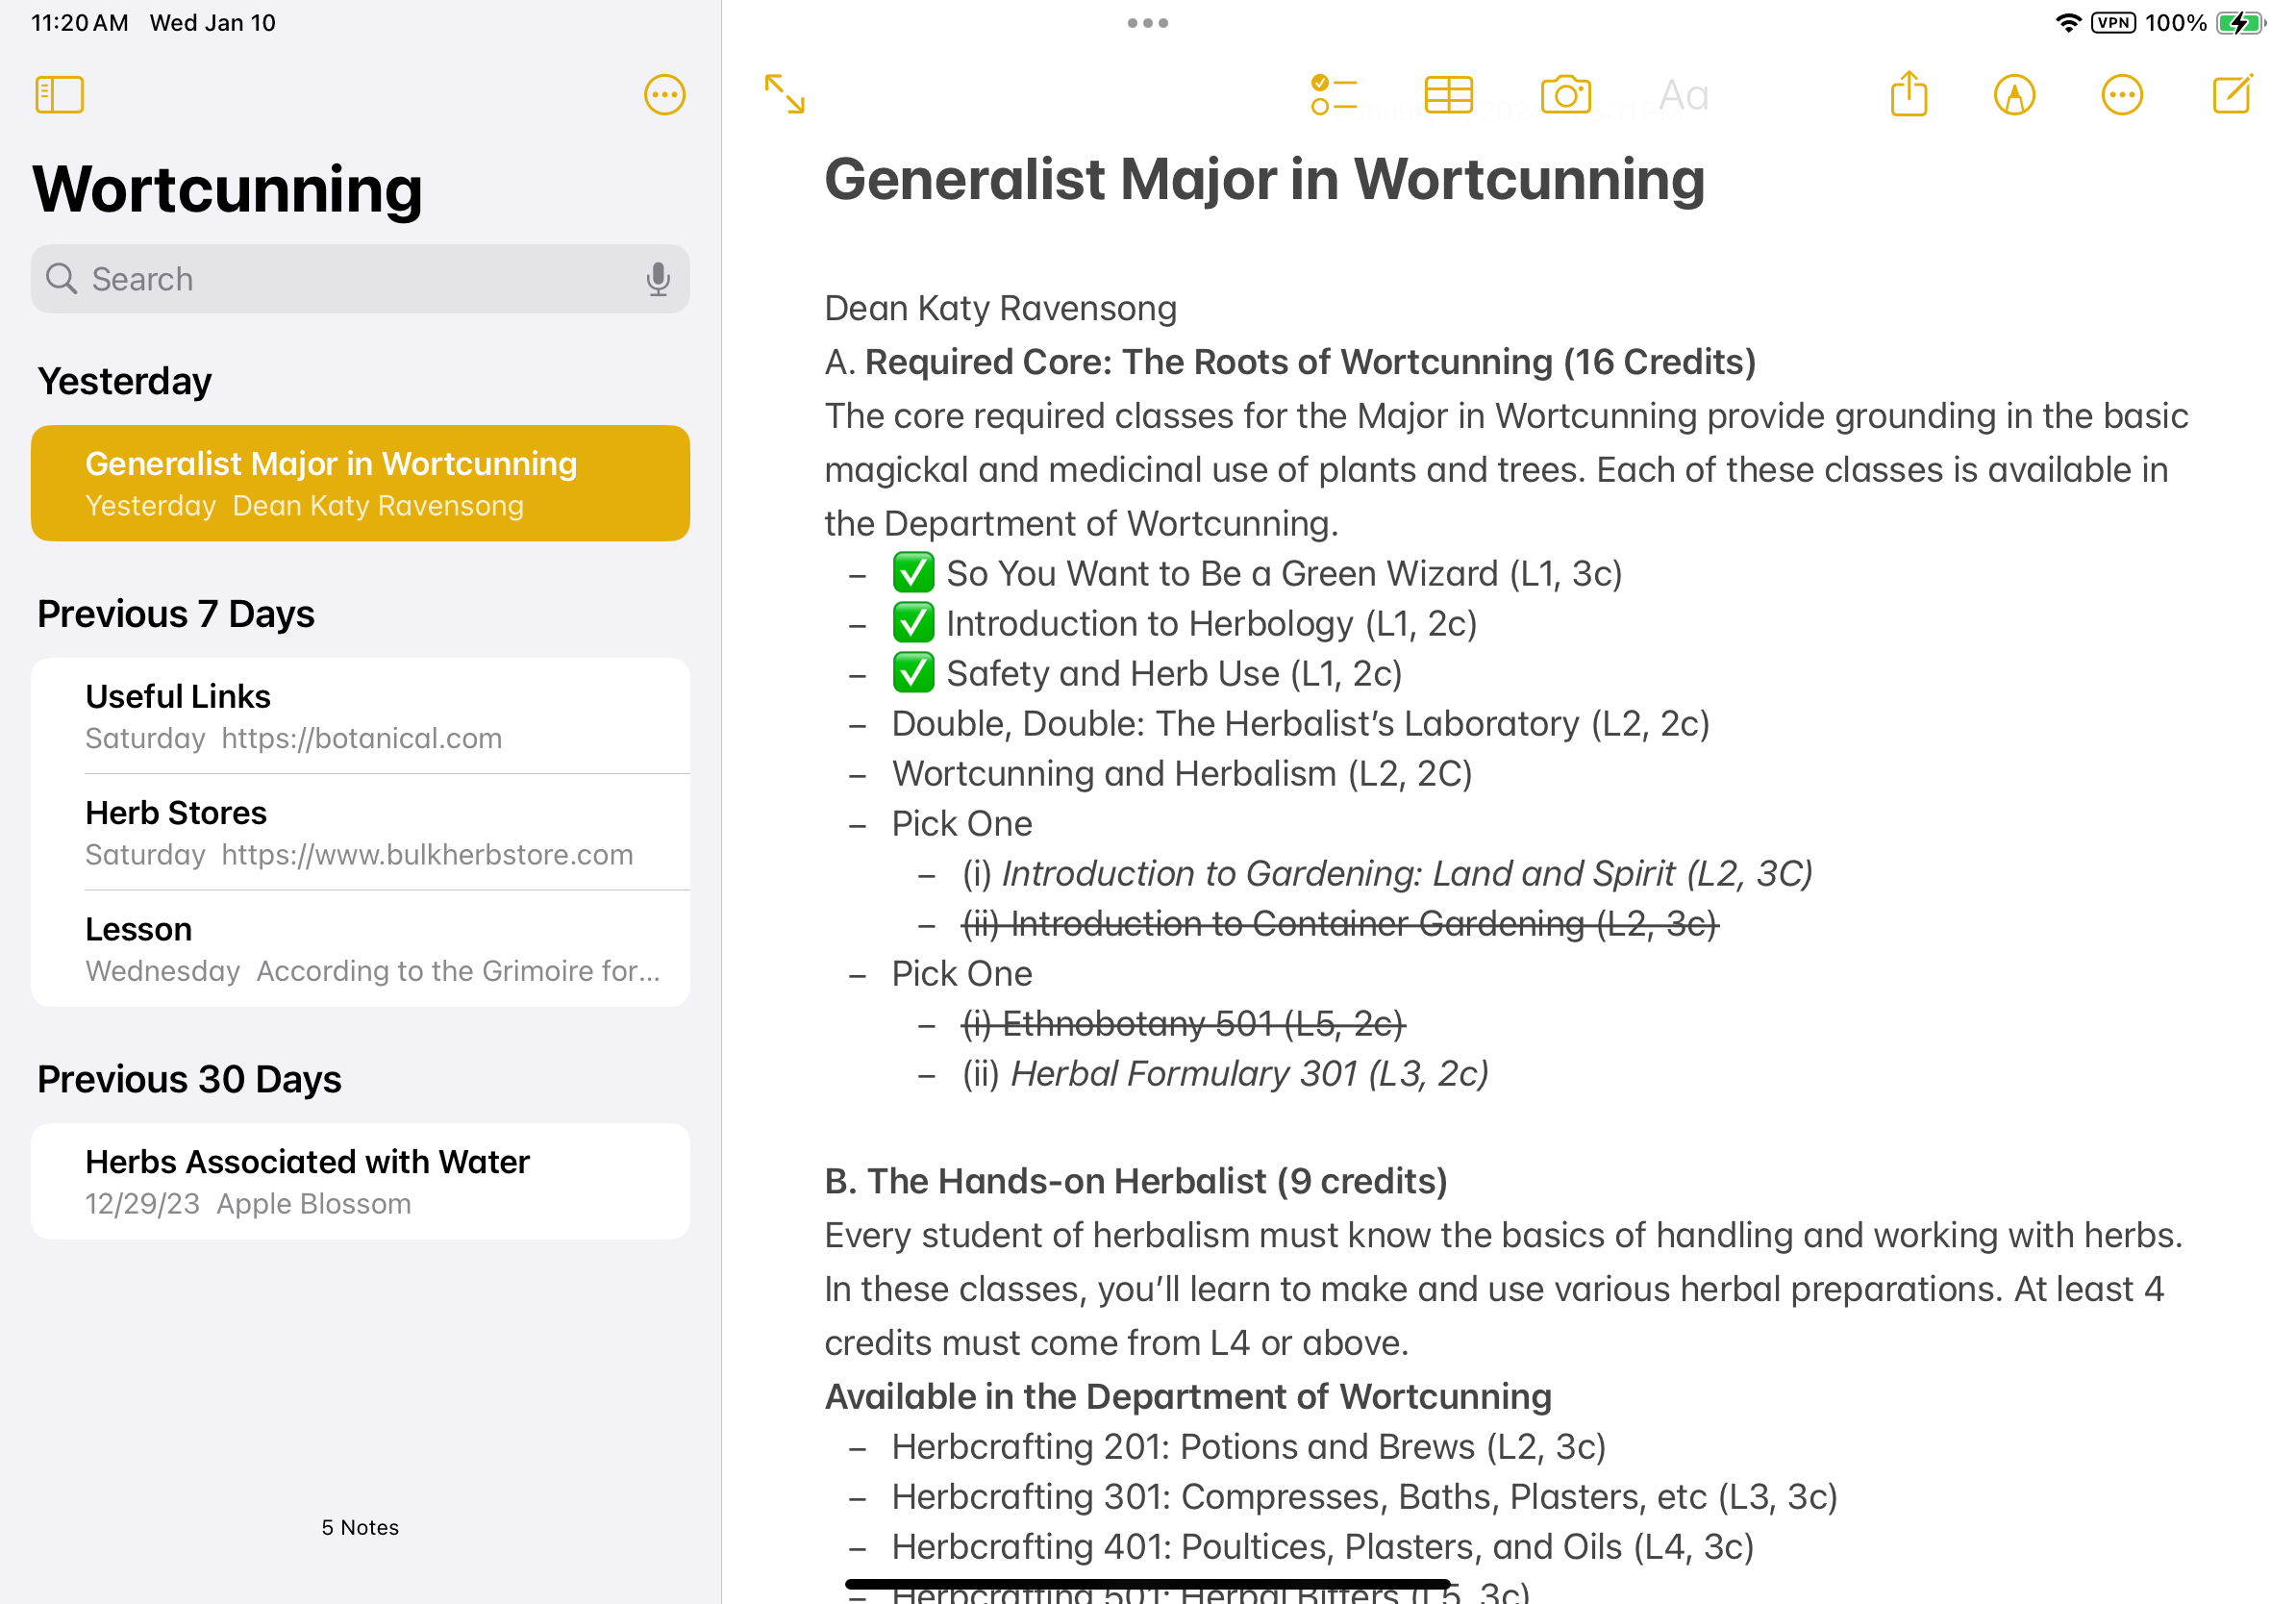 11:20 AM Wed Jan 10
VPN 100%
Wortcunning
Search
Yesterday
Generalist Major in Wortcunning
Yesterday Dean Katy Ravensong
Previous 7 Days
Useful Links
Saturday https://botanical.com
Herb Stores
Saturday https://www.bulkherbstore.com
Lesson
Wednesday According to the Grimoire for...
Previous 30 Days
Herbs Associated with Water
12/29/23 Apple Blossom
5 Notes
Aa
Generalist Major in Wortcunning
Dean Katy Ravensong
A. Required Core: The Roots of Wortcunning (16 Credits)
The core required classes for the Major in Wortcunning provide grounding in the basic
magickal and medicinal use of plants and trees. Each of these classes is available in
the Department of Wortcunning.
– ✅ So You Want to Be a Green Wizard (L1, 3c)
– ✅ Introduction to Herbology (L1, 2c)
– ✅ Safety and Herb Use (L1, 2c)
– Double, Double: The Herbalist’s Laboratory (L2, 2c)
– Wortcunning and Herbalism (L2, 2C)
– Pick One
– (i) Introduction to Gardening: Land and Spirit (L2, 3C)
– (ii) Introduction to Container Gardening (L2, 3c)
– Pick One
– (i) Ethnobotany 501 (L5, 2c)
– (ii) Herbal Formulary 301 (L3, 2c)
B. The Hands-on Herbalist (9 credits)
Every student of herbalism must know the basics of handling and working with herbs.
In these classes, you’ll learn to make and use various herbal preparations. At least 4
credits must come from L4 or above.
Available in the Department of Wortcunning
– Herbcrafting 201: Potions and Brews (L2, 3c)
– Herbcrafting 301: Compresses, Baths, Plasters, etc (L3, 3c)
– Herbcrafting 401: Poultices, Plasters, and Oils (L4, 3c)
– Herbcrafting 501: Herbal Bitters (L5, 3c)